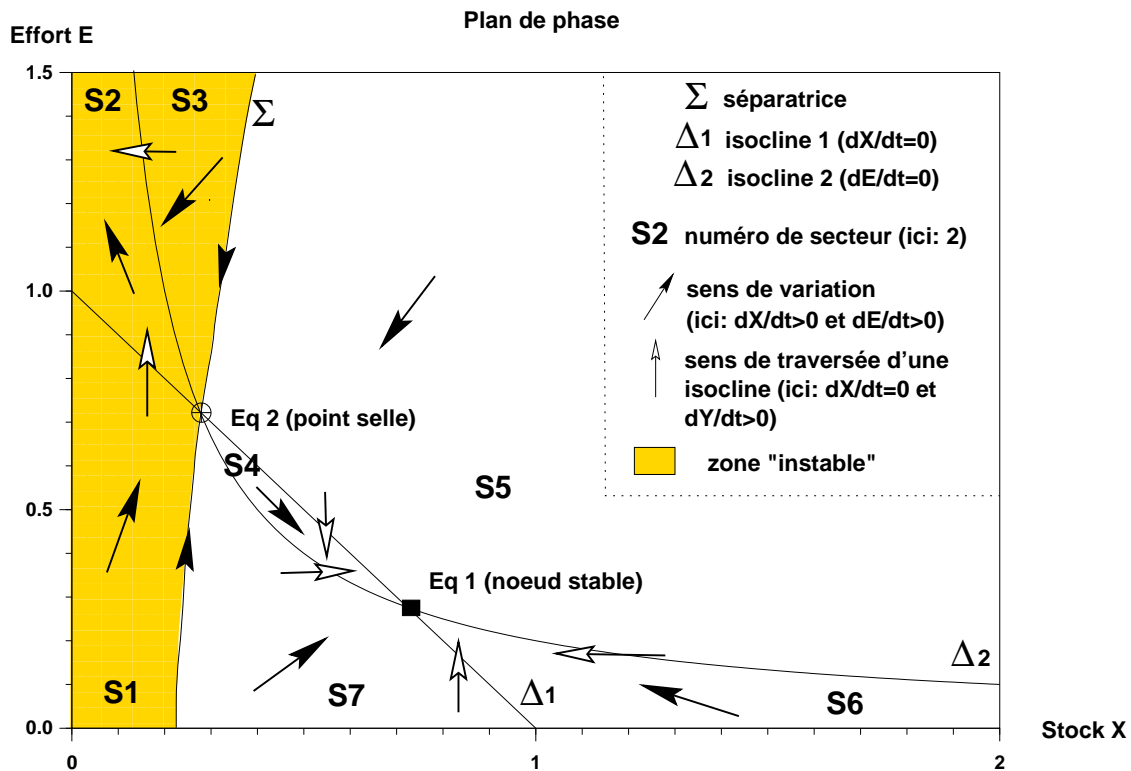 Plan de phase
Effort E
1.5
1.0
0.5
0.0
0
1
2
Stock X
S2
S3
Σ
Σ séparatrice
Δ1 isocline 1 (dX/dt=0)
Δ2 isocline 2 (dE/dt=0)
S2 numéro de secteur (ici: 2)
sens de variation
(ici: dX/dt>0 et dE/dt>0)
sens de traversée d'une
isocline (ici: dX/dt=0 et
dY/dt>0)
zone "instable"
Eq 2 (point selle)
S4
S5
Eq 1 (noeud stable)
Δ2
S1
S7
Δ1
S6